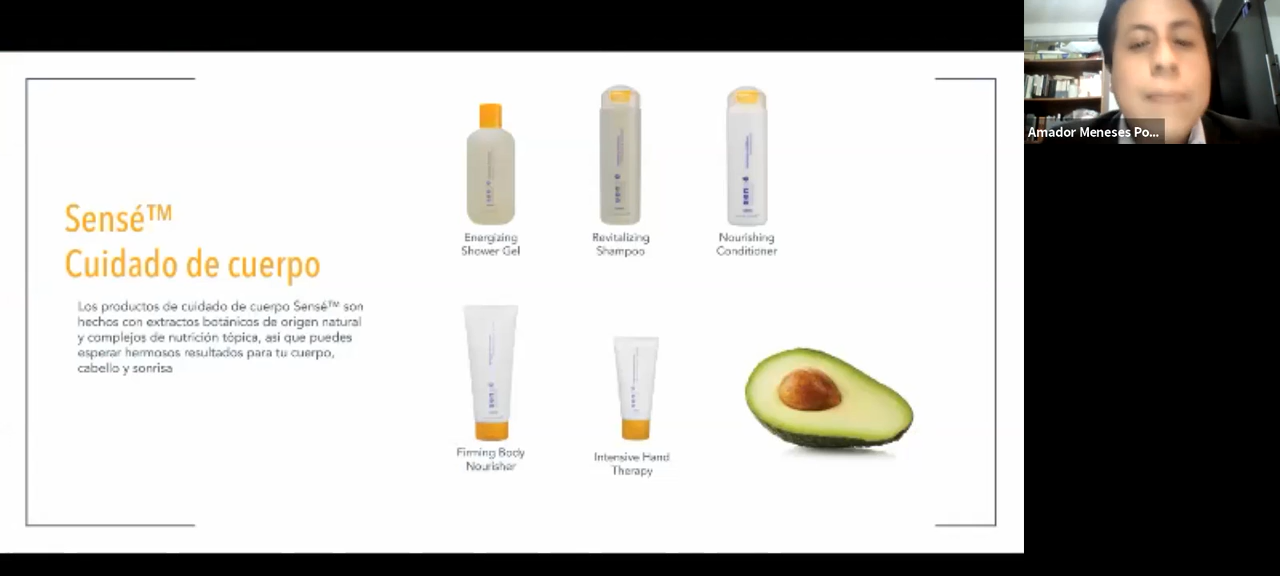 Sensé™
Cuidado de cuerpo
Los productos de cuidado de cuerpo Sensé™ son
hechos con extractos botánicos de origen natural
y complejos de nutrición tópica, asi que puedes
esperar hermosos resultados para tu cuerpo,
cabello y sonrisa
Energizing
Shower Gel
Revitalizing
Shampoo
Nourishing
Conditioner
Firming Body
Nourisher
Intensive Hand
Therapy
sensé
Amador Meneses Po...